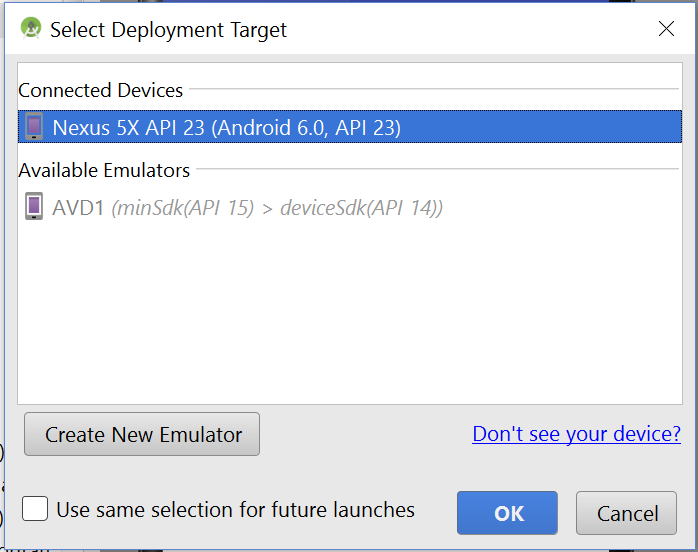 Select Deployment Target
Connected Devices
Nexus 5X API 23 (Android 6.0, API 23)
Available Emulators
AVD1 (minSdk(API 15) > deviceSdk(API 14))
Create New Emulator
Don't see your device?
Use same selection for future launches
OK
Cancel